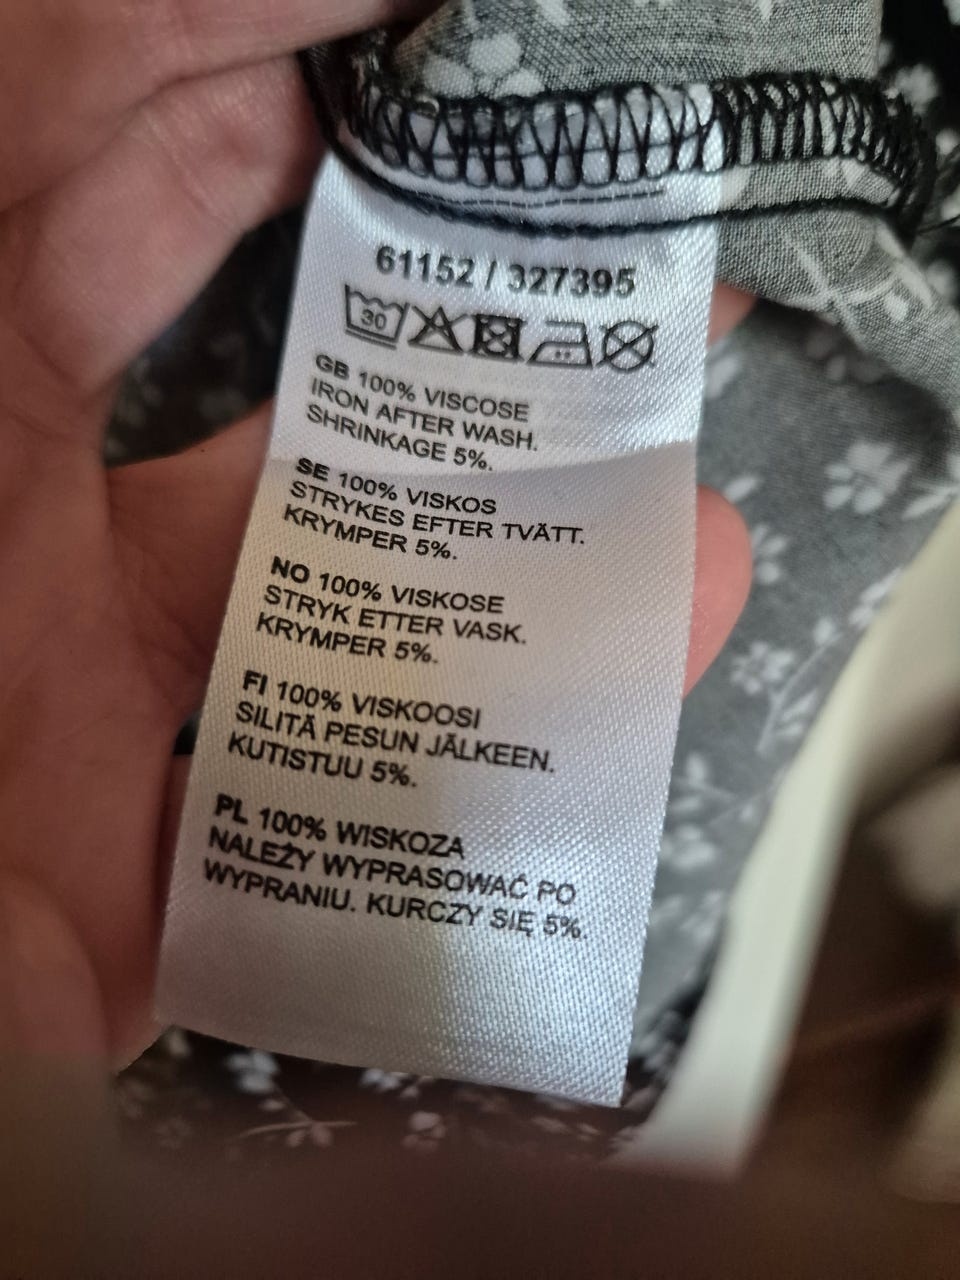 61152 / 327395
30
GB 100% VISCOSE
IRON AFTER WASH.
SHRINKAGE 5%.
SE 100% VISKOS
STRYKES EFTER TVÄTT.
KRYMPER 5%.
NO 100% VISKOSE
STRYK ETTER VASK.
KRYMPER 5%.
FI 100% VISKOOSI
SILITÄ PESUN JÄLKEEN.
KUTISTUU 5%.
PL 100% WISKOZA
NALEŻY WYPRASOWAĆ PO
WYPRANIU. KURCZY SIĘ 5%.